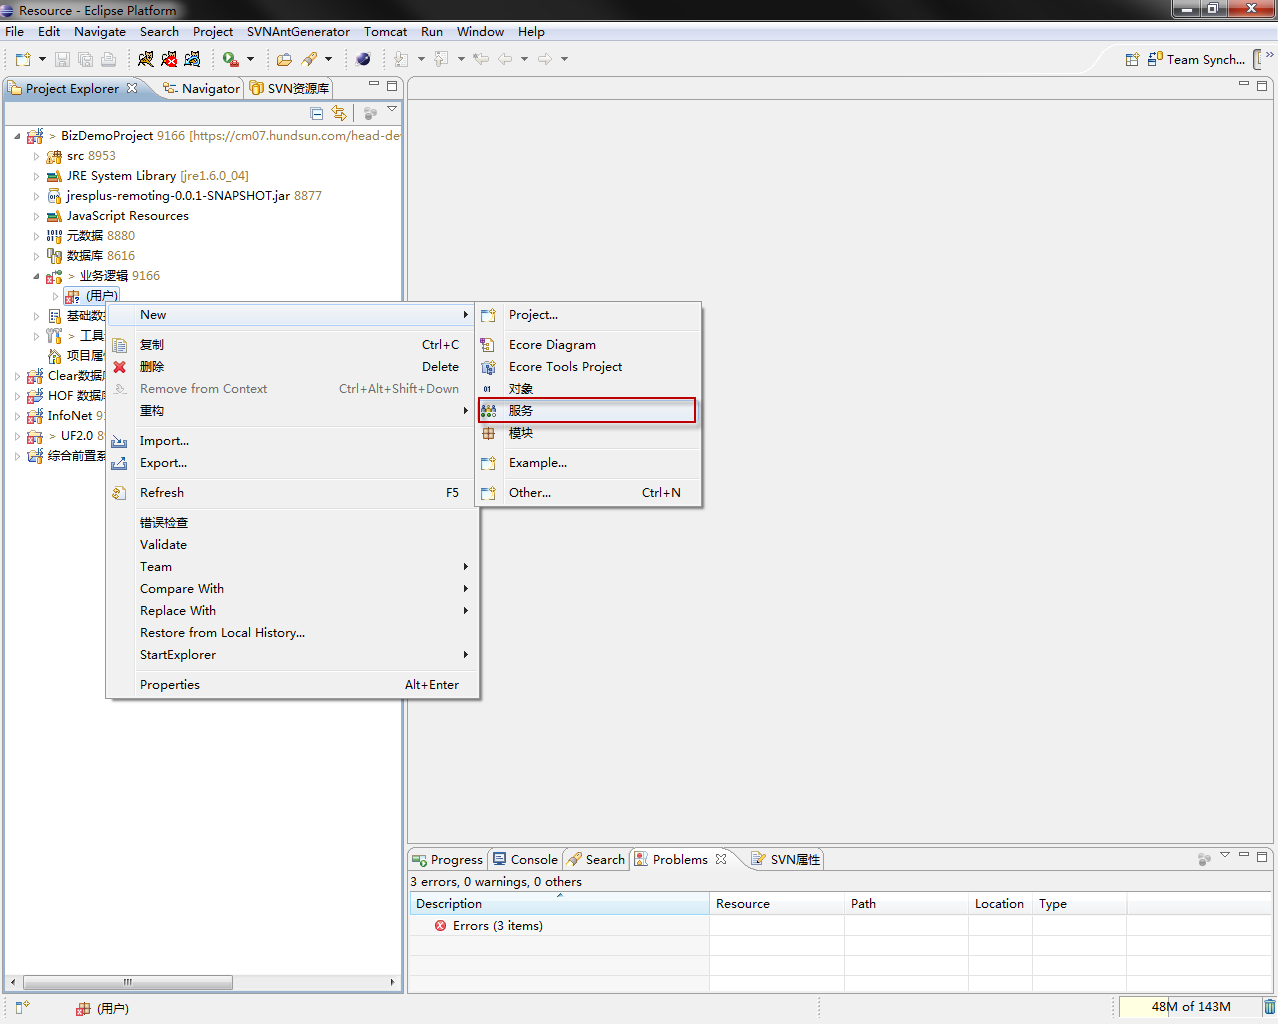 Resource - Eclipse Platform
File Edit Navigate Search Project SVNAntGenerator Tomcat Run Window Help
Team Synch...
Project Explorer Navigator SVN资源库
> BizDemoProject 9166 [https://cm07.hundsun.com/head-de
src 8953
JRE System Library [jre1.6.0_04]
jresplus-remoting-0.0.1-SNAPSHOT.jar 8877
JavaScript Resources
元数据 8880
数据库 8616
> 业务逻辑 9166
(用户)
基础数
> 工具
项目属
Clear数据
HOF 数据
InfoNet 9
> UF2.0 8
综合前置系
New
复制 Ctrl+C
删除 Delete
Remove from Context Ctrl+Alt+Shift+Down
重构
Import...
Export...
Refresh F5
错误检查
Validate
Team
Compare With
Replace With
Restore from Local History...
StartExplorer
Properties Alt+Enter
Project...
Ecore Diagram
Ecore Tools Project
对象
服务
模块
Example...
Other... Ctrl+N
Progress Console Search Problems SVN属性
3 errors, 0 warnings, 0 others
Description Resource Path Location Type
Errors (3 items)
(用户) 48M of 143M